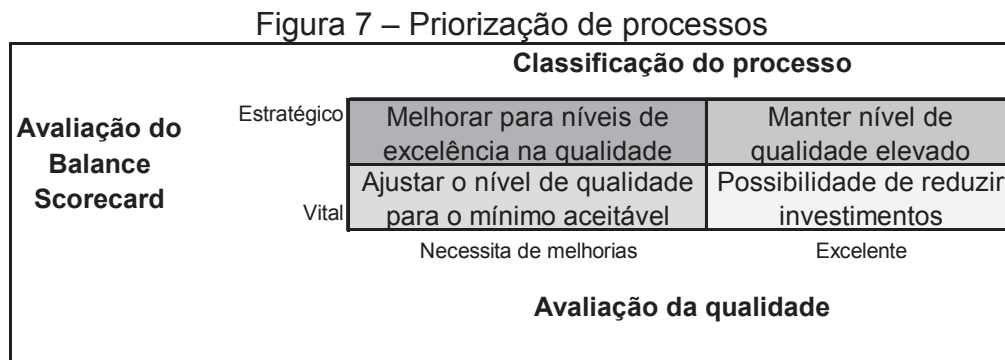 Figura 7 – Priorização de processos
Classificação do processo
Avaliação do
Balance
Scorecard
Estratégico
Melhorar para níveis de
excelência na qualidade
Manter nível de
qualidade elevado
Vital
Ajustar o nível de qualidade
para o mínimo aceitável
Possibilidade de reduzir
investimentos
Necessita de melhorias
Excelente
Avaliação da qualidade